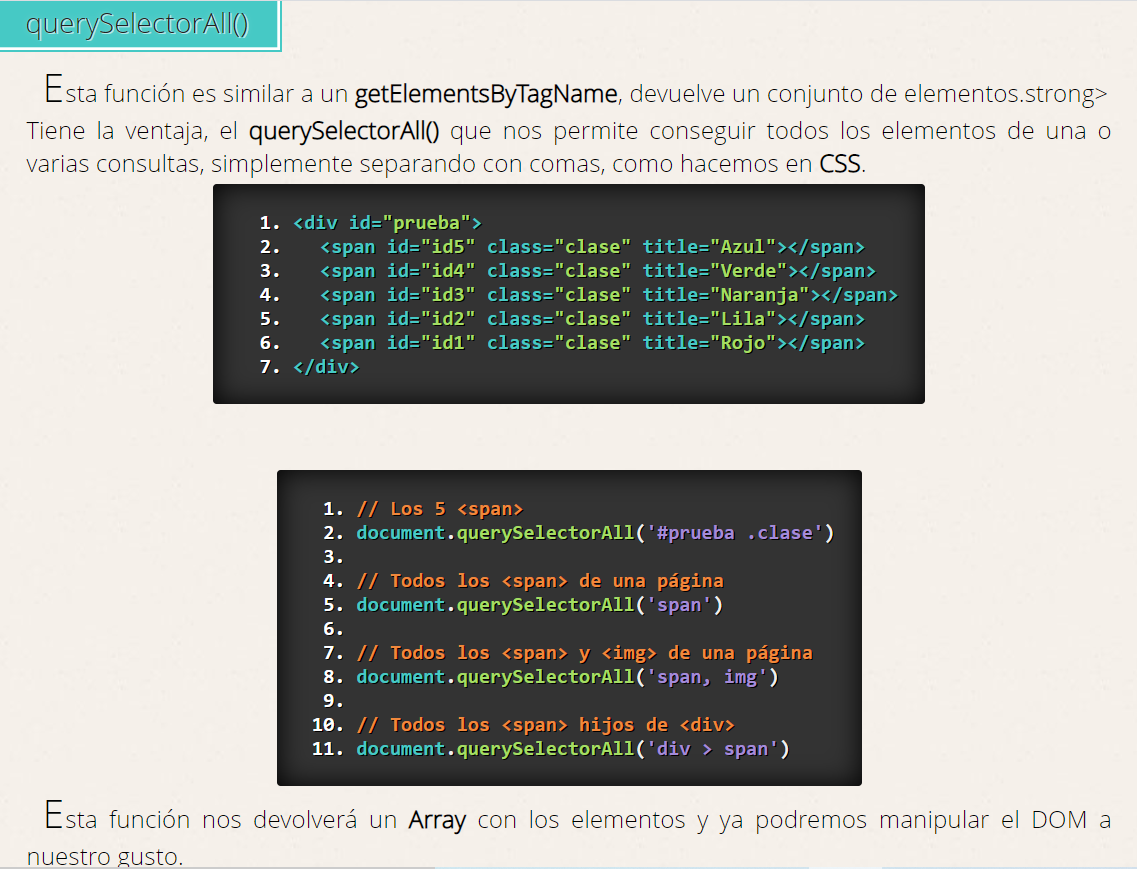 querySelectorAll()
Esta función es similar a un getElementsByTagName, devuelve un conjunto de elementos.strong>
Tiene la ventaja, el querySelectorAll() que nos permite conseguir todos los elementos de una o
varias consultas, simplemente separando con comas, como hacemos en CSS.
1. <div id="prueba">
2. <span id="id5" class="clase" title="Azul"></span>
3. <span id="id4" class="clase" title="Verde"></span>
4. <span id="id3" class="clase" title="Naranja"></span>
5. <span id="id2" class="clase" title="Lila"></span>
6. <span id="id1" class="clase" title="Rojo"></span>
7. </div>
1. // Los 5 <span>
2. document.querySelectorAll('#prueba .clase')
3.
4. // Todos los <span> de una página
5. document.querySelectorAll('span')
6.
7. // Todos los <span> y <img> de una página
8. document.querySelectorAll('span, img')
9.
10. // Todos los <span> hijos de <div>
11. document.querySelectorAll('div > span')
Esta función nos devolverá un Array con los elementos y ya podremos manipular el DOM a
nuestro gusto.